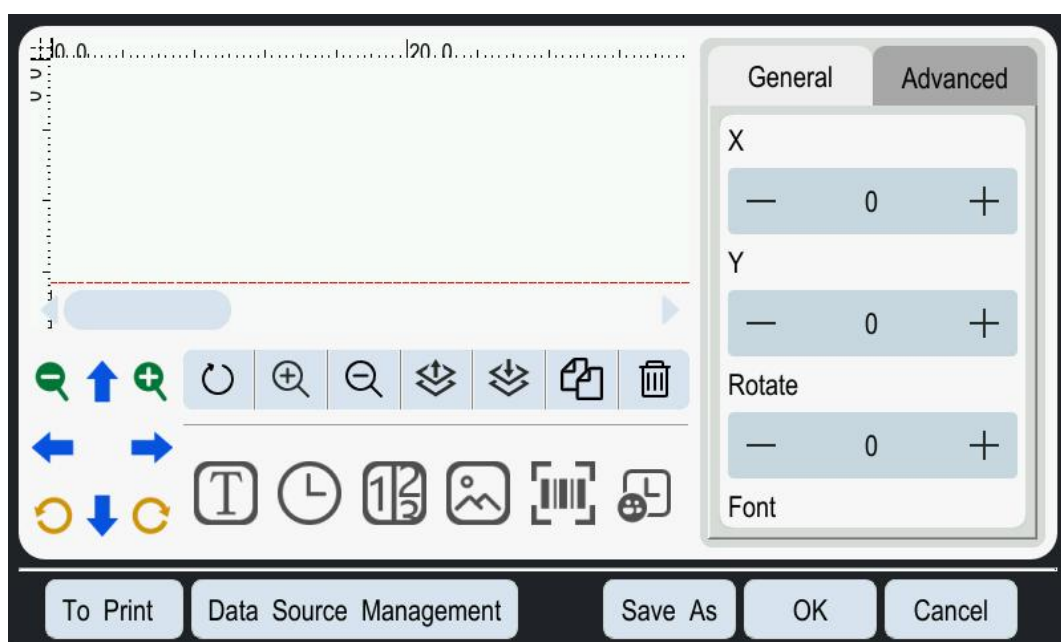 0.0 20.0
General Advanced
X
— 0 +
Y
— 0 +
Rotate
— 0 +
T 123
Font
To Print Data Source Management Save As OK Cancel